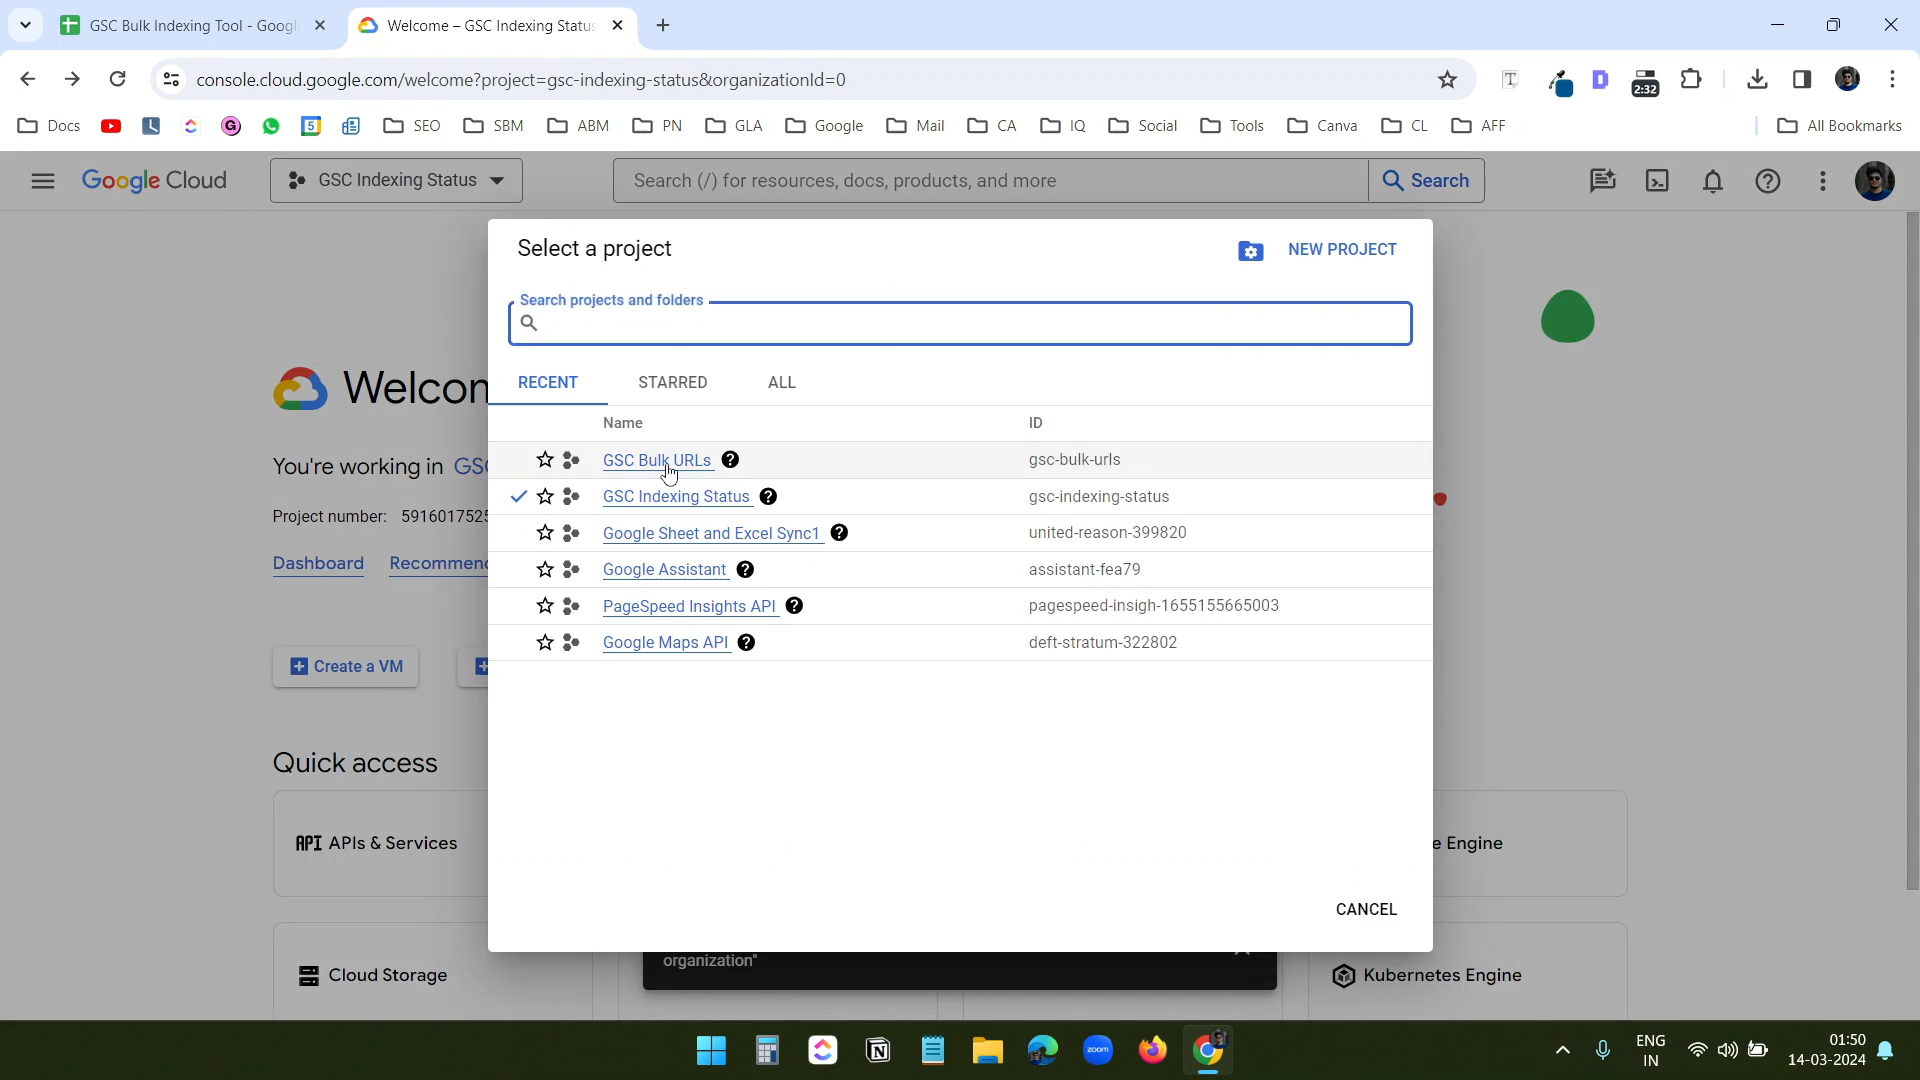 GSC Bulk Indexing Tool - Googl
Welcome – GSC Indexing Status
console.cloud.google.com/welcome?project=gsc-indexing-status&organizationId=0
2:32
Docs
5
SEO
SBM
ABM
PN
GLA
Google
Mail
CA
IQ
Social
Tools
Canva
CL
AFF
All Bookmarks
Google Cloud
GSC Indexing Status
Search (/) for resources, docs, products, and more
Search
Select a project
NEW PROJECT
Search projects and folders
RECENT
STARRED
ALL
Name
ID
GSC Bulk URLs
gsc-bulk-urls
GSC Indexing Status
gsc-indexing-status
Google Sheet and Excel Sync1
united-reason-399820
Google Assistant
assistant-fea79
PageSpeed Insights API
pagespeed-insigh-1655155665003
Google Maps API
deft-stratum-322802
CANCEL
Welcom
You're working in GSC
Project number: 5916017525
Dashboard
Recommend
Create a VM
Quick access
API APIs & Services
e Engine
Cloud Storage
organization"
Kubernetes Engine
zoom
ENG
IN
01:50
14-03-2024